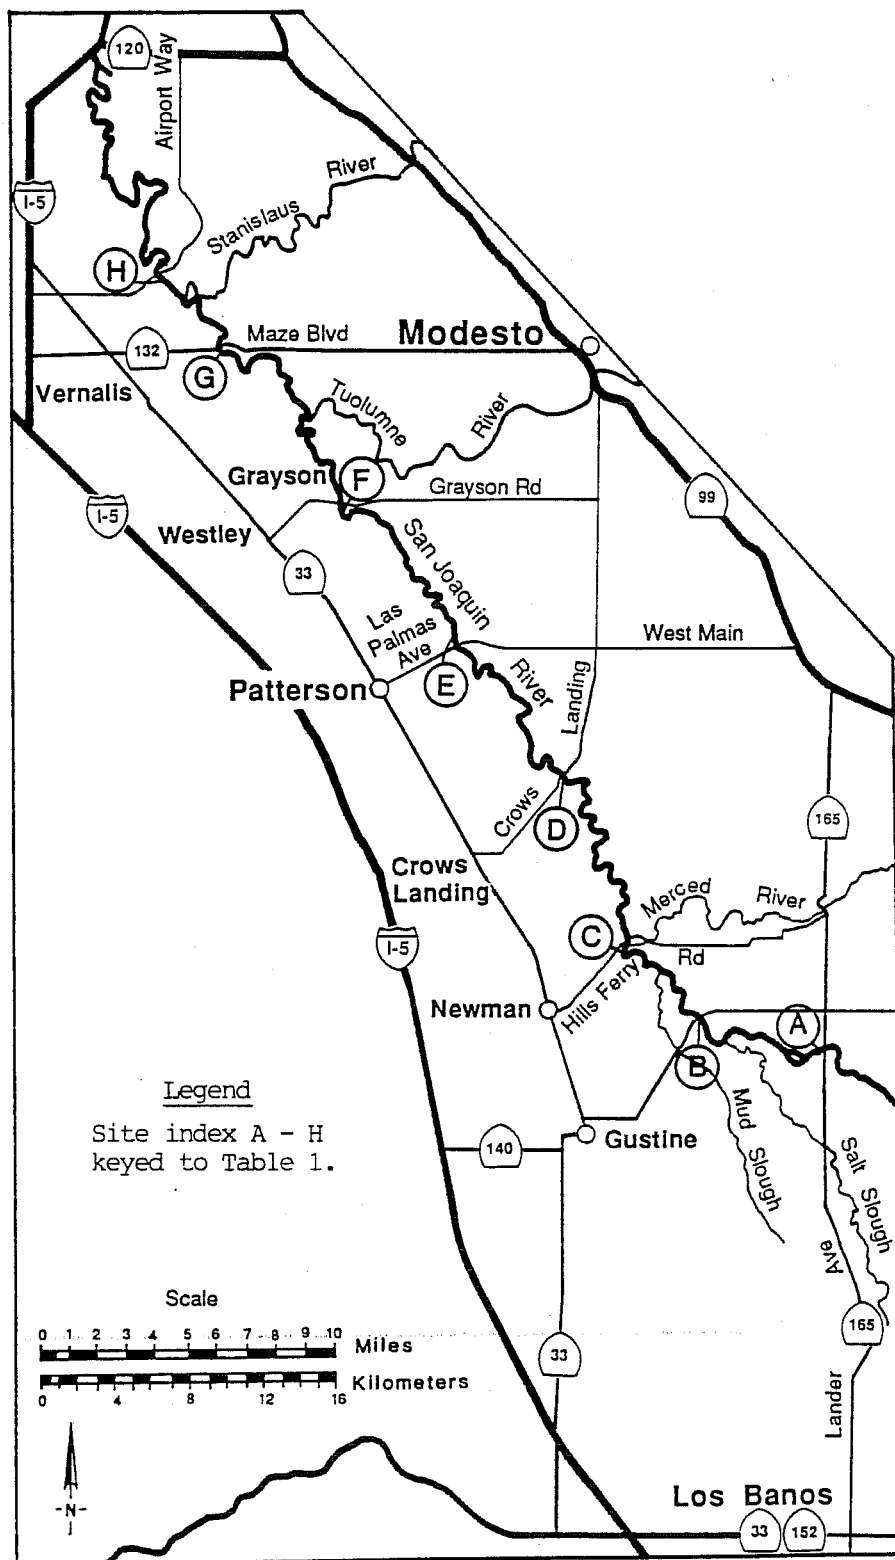 120
Airport Way
I-5
Stanislaus
River
H
Maze Blvd
Modesto
132
G
Vernalis
Tuolumne
River
Grayson
F
Grayson Rd
99
I-5
Westley
San Joaquin
River
33
Las
Palmas
Ave
West Main
E
Patterson
Landing
Crows
D
165
Crows
Landing
Merced
River
C
I-5
Rd
Hills Ferry
Newman
A
B
Mud Slough
Legend
Site index A - H
keyed to Table 1.
140
Gustine
Salt Slough
Ave
165
Scale
0 1 2 3 4 5 6 7 8 9 10
Miles
Kilometers
0 4 8 12 16
33
Lander
-N-
Los Banos
33
152